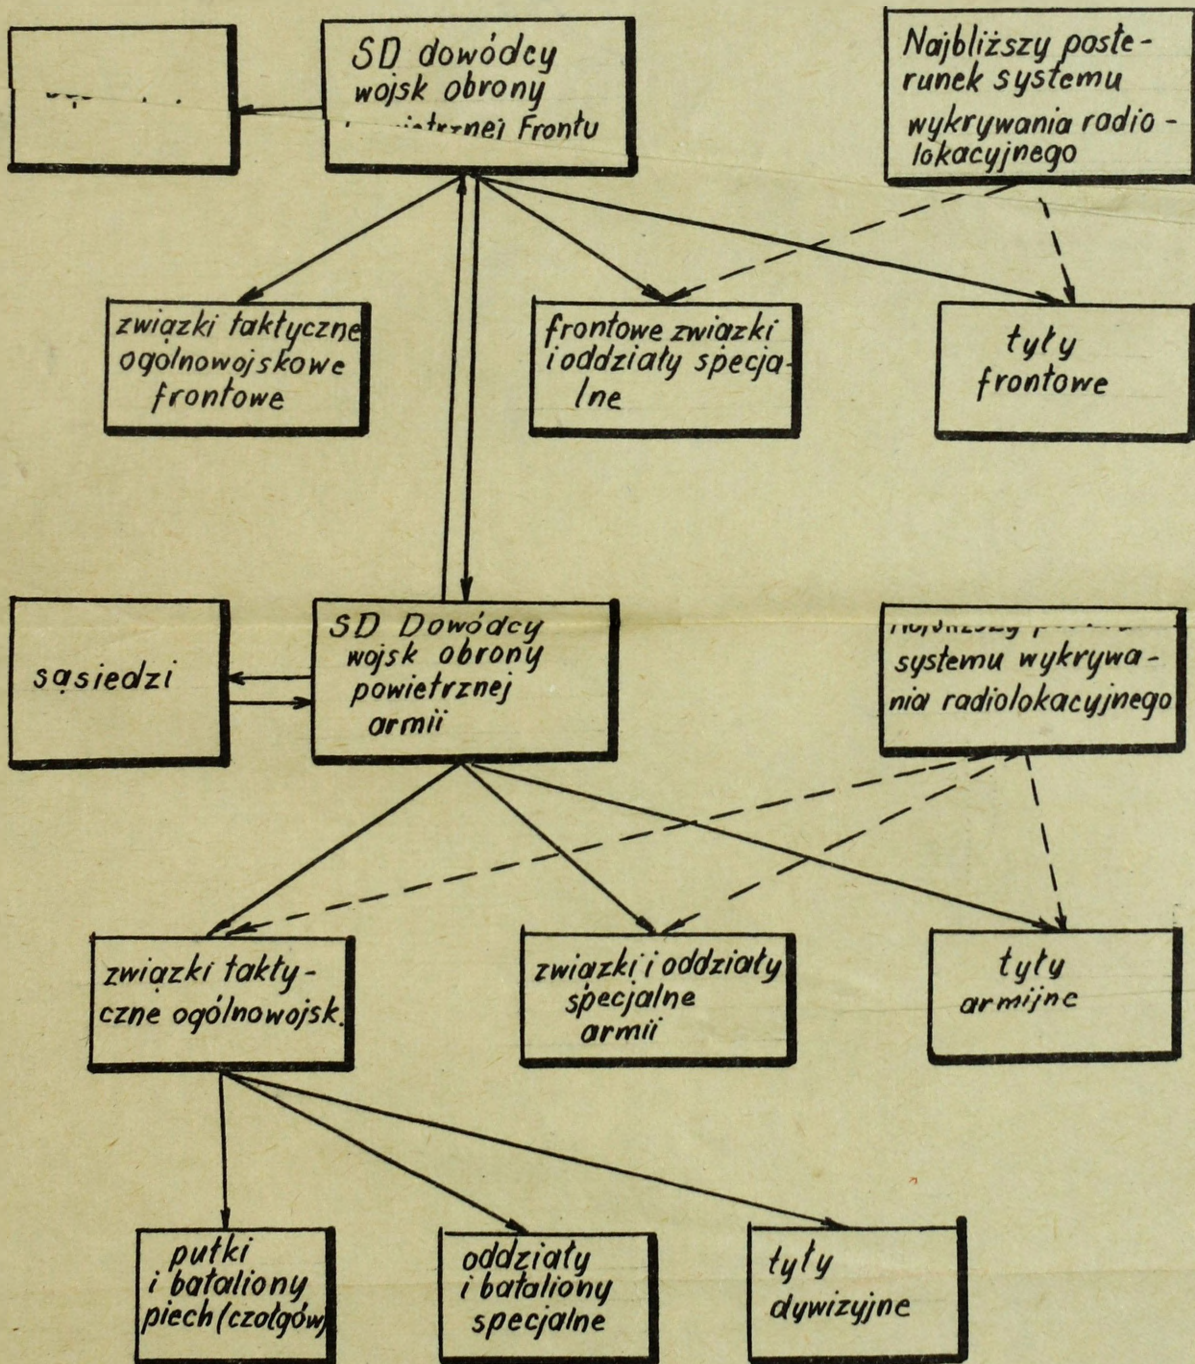 SD dowódcy
wojsk obrony
Frontu
Najbliższy poste-
runek systemu
wykrywania radio-
lokacyjnego
związki taktyczne
ogólnowojskowe
frontowe
frontowe związki
i oddziały specja-
lne
tyły
frontowe
sąsiedzi
SD Dowódcy
wojsk obrony
powietrznej
armii
systemu wykrywa-
nia radiolokacyjnego
związki takty-
czne ogólnowojsk.
związki i oddziały
specjalne
armii
tyły
armijne
pułki
i bataliony
piech (czołgów)
oddziały
i bataliony
specjalne
tyły
dywizyjne